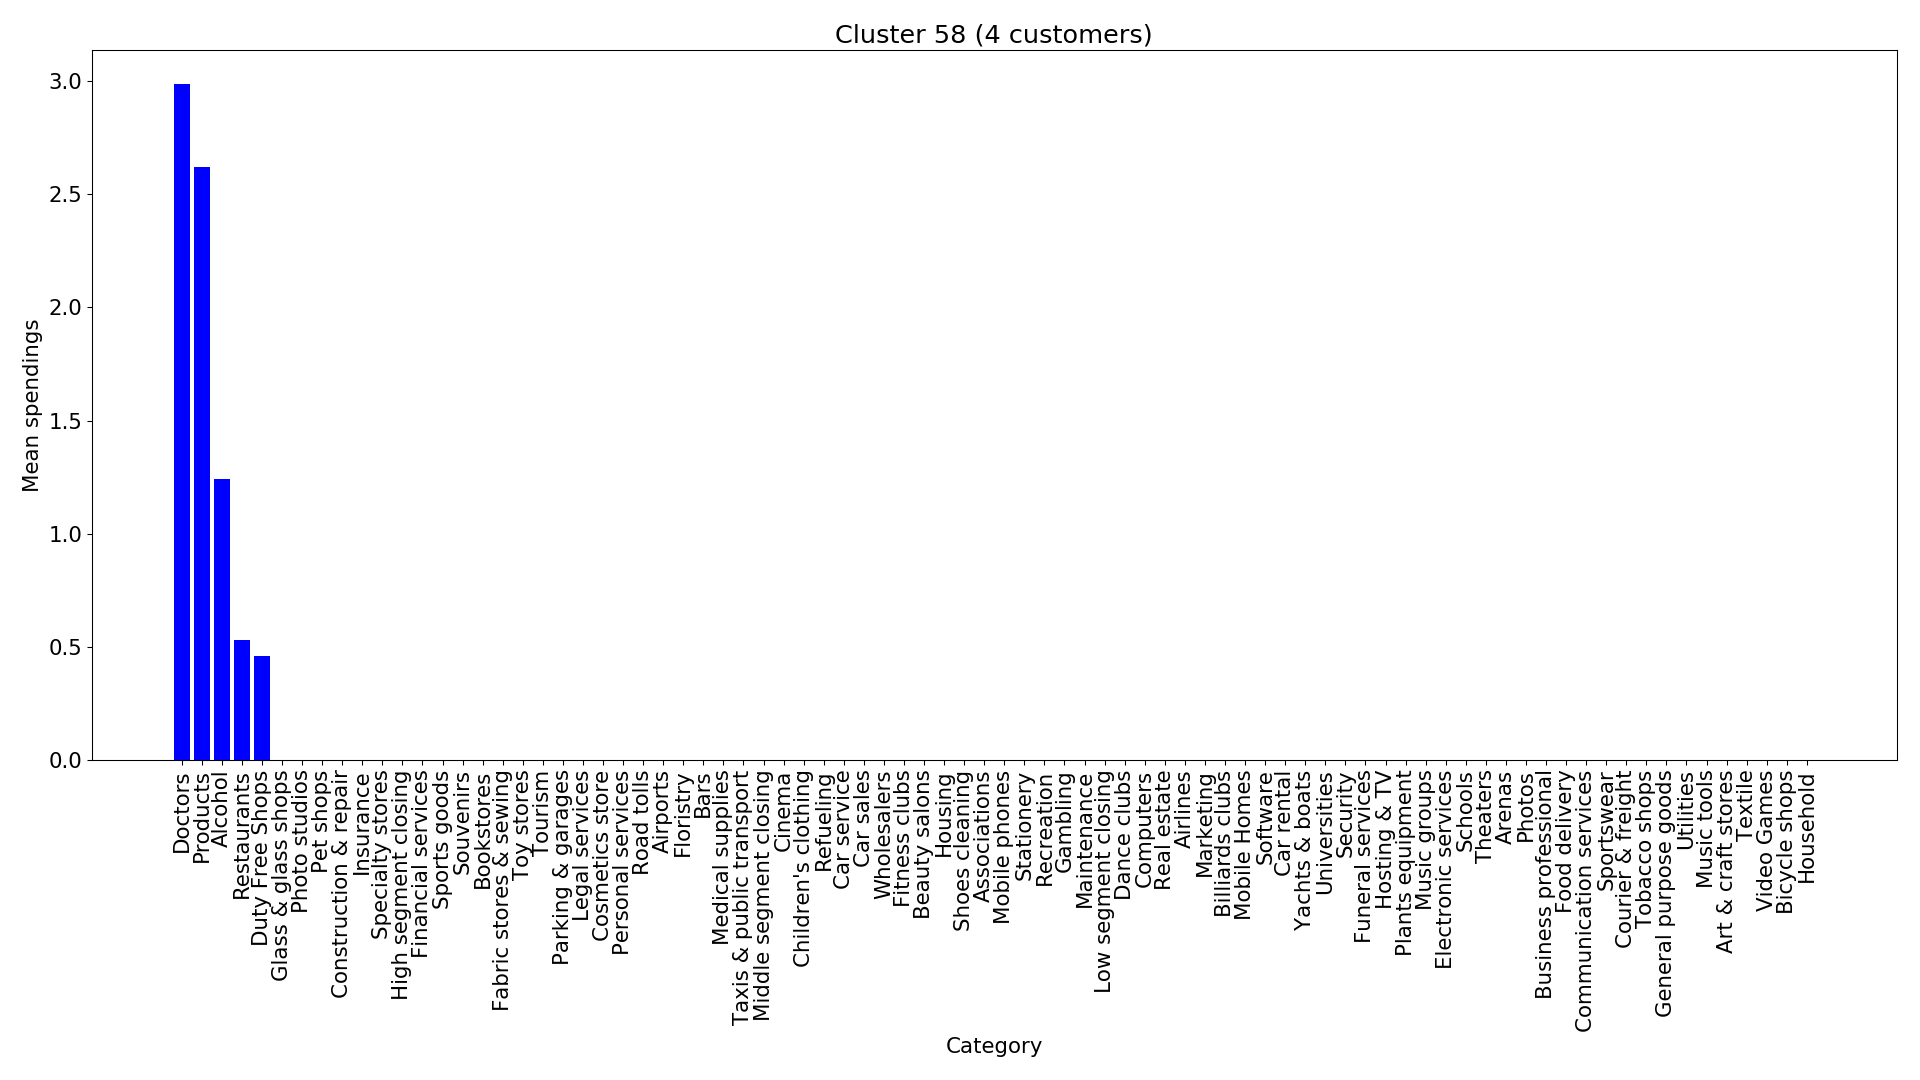 Cluster 58 (4 customers)
3.0
2.5
2.0
1.5
1.0
0.5
0.0
Mean spendings
Doctors
Products
Alcohol
Restaurants
Duty Free Shops
Glass & glass shops
Photo studios
Pet shops
Construction & repair
Insurance
Specialty stores
High segment closing
Financial services
Sports goods
Souvenirs
Bookstores
Fabric stores & sewing
Toy stores
Tourism
Parking & garages
Legal services
Cosmetics store
Personal services
Road tolls
Airports
Floristry
Bars
Medical supplies
Taxis & public transport
Middle segment closing
Cinema
Children's clothing
Refueling
Car service
Car sales
Wholesalers
Fitness clubs
Beauty salons
Housing
Shoes cleaning
Associations
Mobile phones
Stationery
Recreation
Gambling
Maintenance
Low segment closing
Dance clubs
Computers
Real estate
Airlines
Marketing
Billiards clubs
Mobile Homes
Software
Car rental
Yachts & boats
Universities
Security
Funeral services
Hosting & TV
Plants equipment
Music groups
Electronic services
Schools
Theaters
Arenas
Photos
Business professional
Food delivery
Communication services
Sportswear
Courier & freight
Tobacco shops
General purpose goods
Utilities
Music tools
Art & craft stores
Textile
Video Games
Bicycle shops
Household
Category